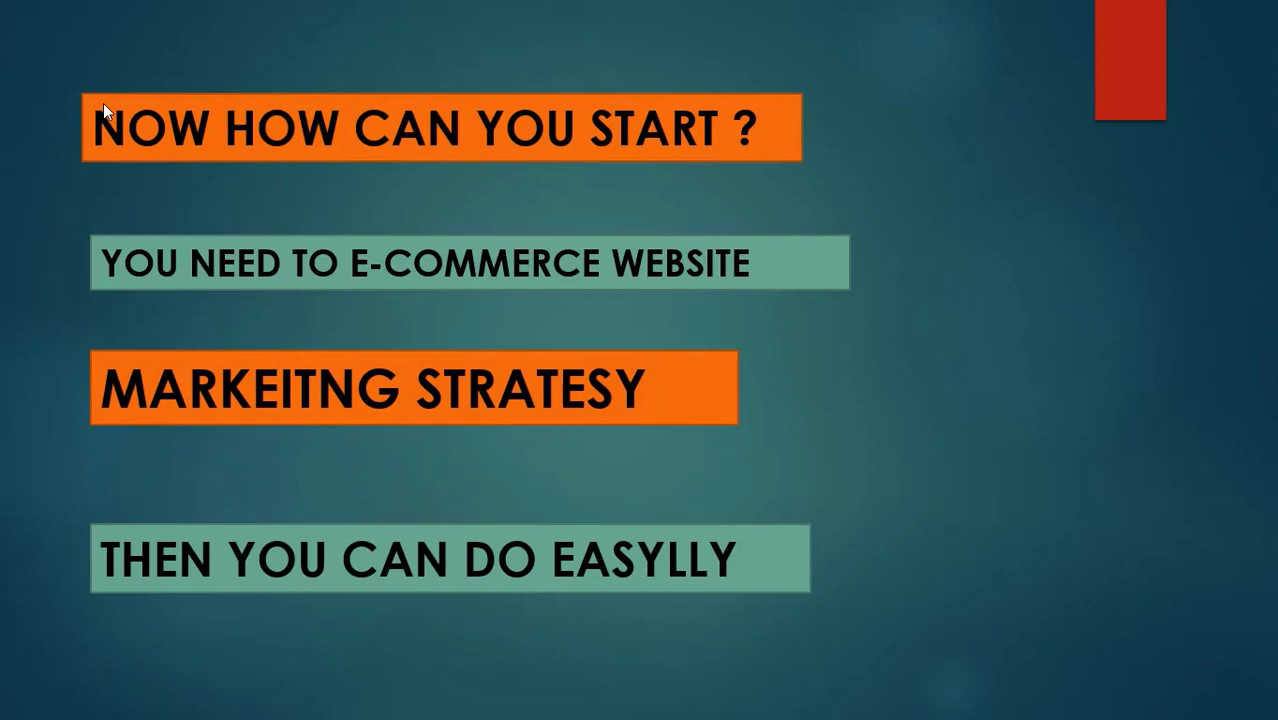 NOW HOW CAN YOU START ?
YOU NEED TO E-COMMERCE WEBSITE
MARKEITNG STRATESY
THEN YOU CAN DO EASYLLY